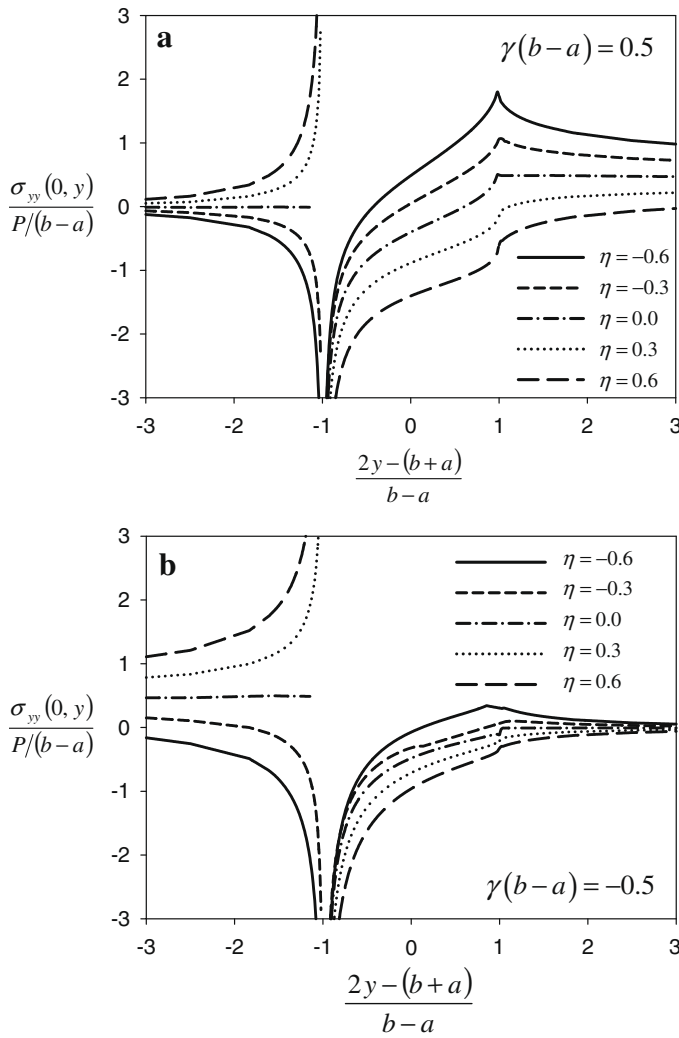 a
γ(b−a)=0.5
3
2
1
0
-1
-2
-3
σyy(0, y)
P/(b−a)
η=−0.6
η=−0.3
η=0.0
η=0.3
η=0.6
-3 -2 -1 0 1 2 3
2y−(b+a)
b−a
b
3
2
1
0
-1
-2
-3
η=−0.6
η=−0.3
η=0.0
η=0.3
η=0.6
σyy(0, y)
P/(b−a)
γ(b−a)=−0.5
-3 -2 -1 0 1 2 3
2y−(b+a)
b−a